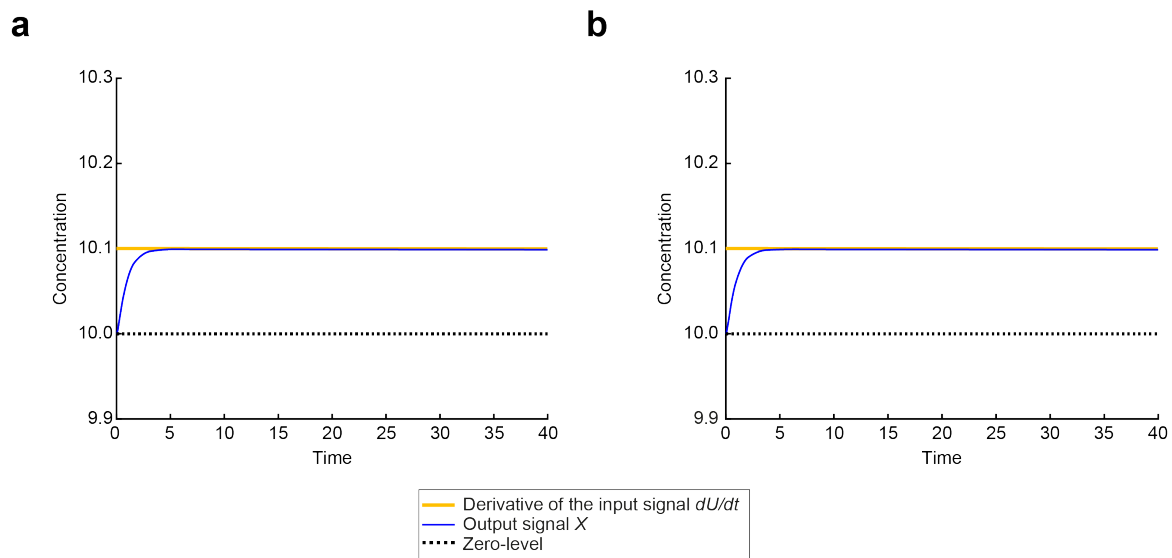 a
b
10.3
10.2
10.1
10.0
9.9
Concentration
0 5 10 15 20 25 30 35 40
Time
10.3
10.2
10.1
10.0
9.9
Concentration
0 5 10 15 20 25 30 35 40
Time
Derivative of the input signal dU/dt
Output signal X
Zero-level